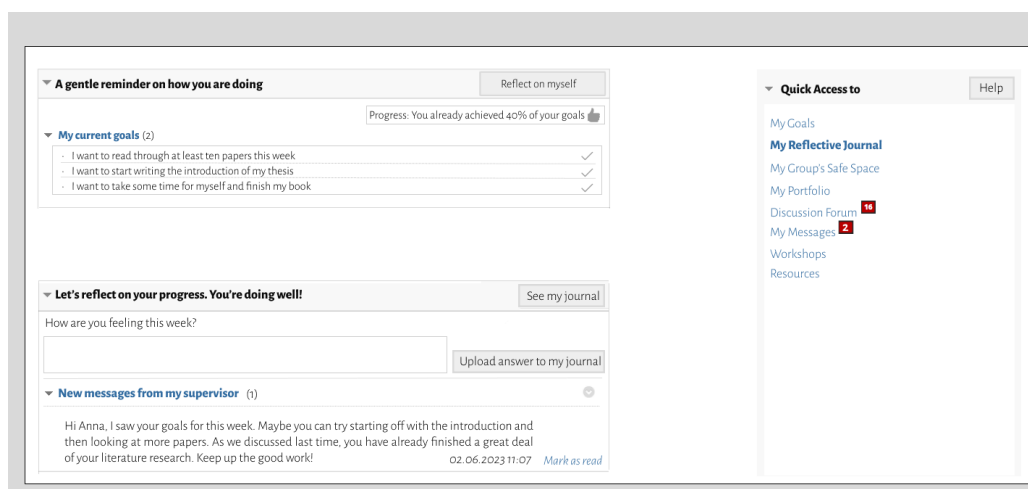 A gentle reminder on how you are doing
Reflect on myself
Progress: You already achieved 40% of your goals
My current goals (2)
· I want to read through at least ten papers this week
· I want to start writing the introduction of my thesis
· I want to take some time for myself and finish my book
Let's reflect on your progress. You're doing well!
See my journal
How are you feeling this week?
Upload answer to my journal
New messages from my supervisor (1)
Hi Anna, I saw your goals for this week. Maybe you can try starting off with the introduction and
then looking at more papers. As we discussed last time, you have already finished a great deal
of your literature research. Keep up the good work!
02.06.2023 11:07 Mark as read
Quick Access to
Help
My Goals
My Reflective Journal
My Group's Safe Space
My Portfolio
Discussion Forum 16
My Messages 2
Workshops
Resources